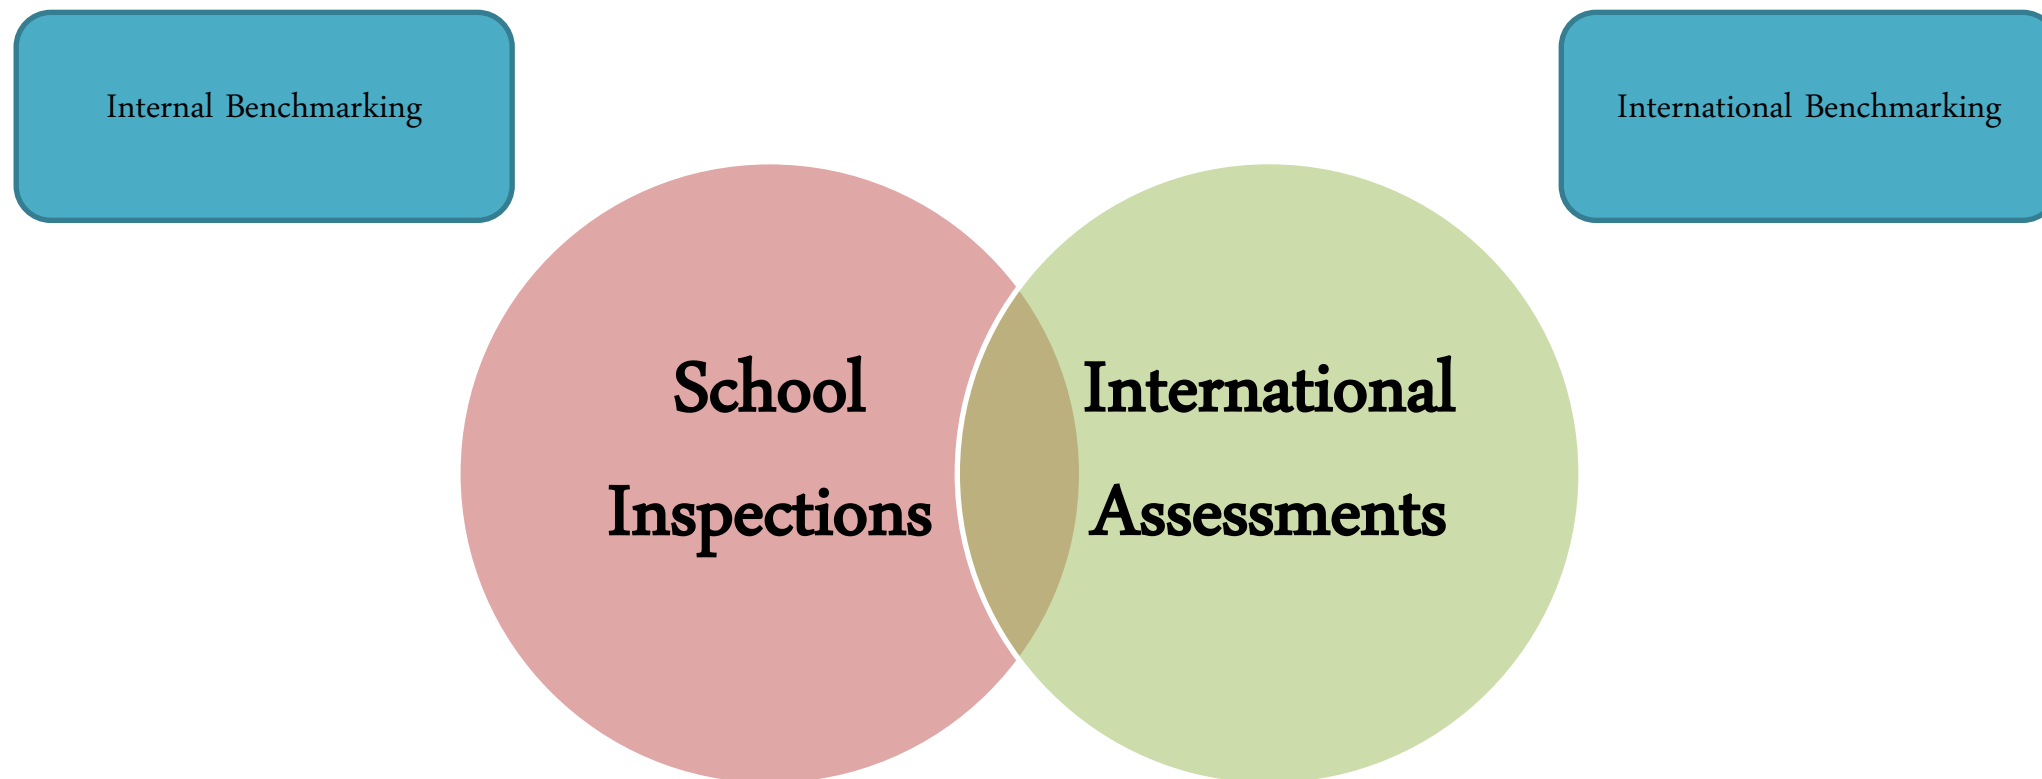 Internal Benchmarking
International Benchmarking
School
Inspections
International
Assessments